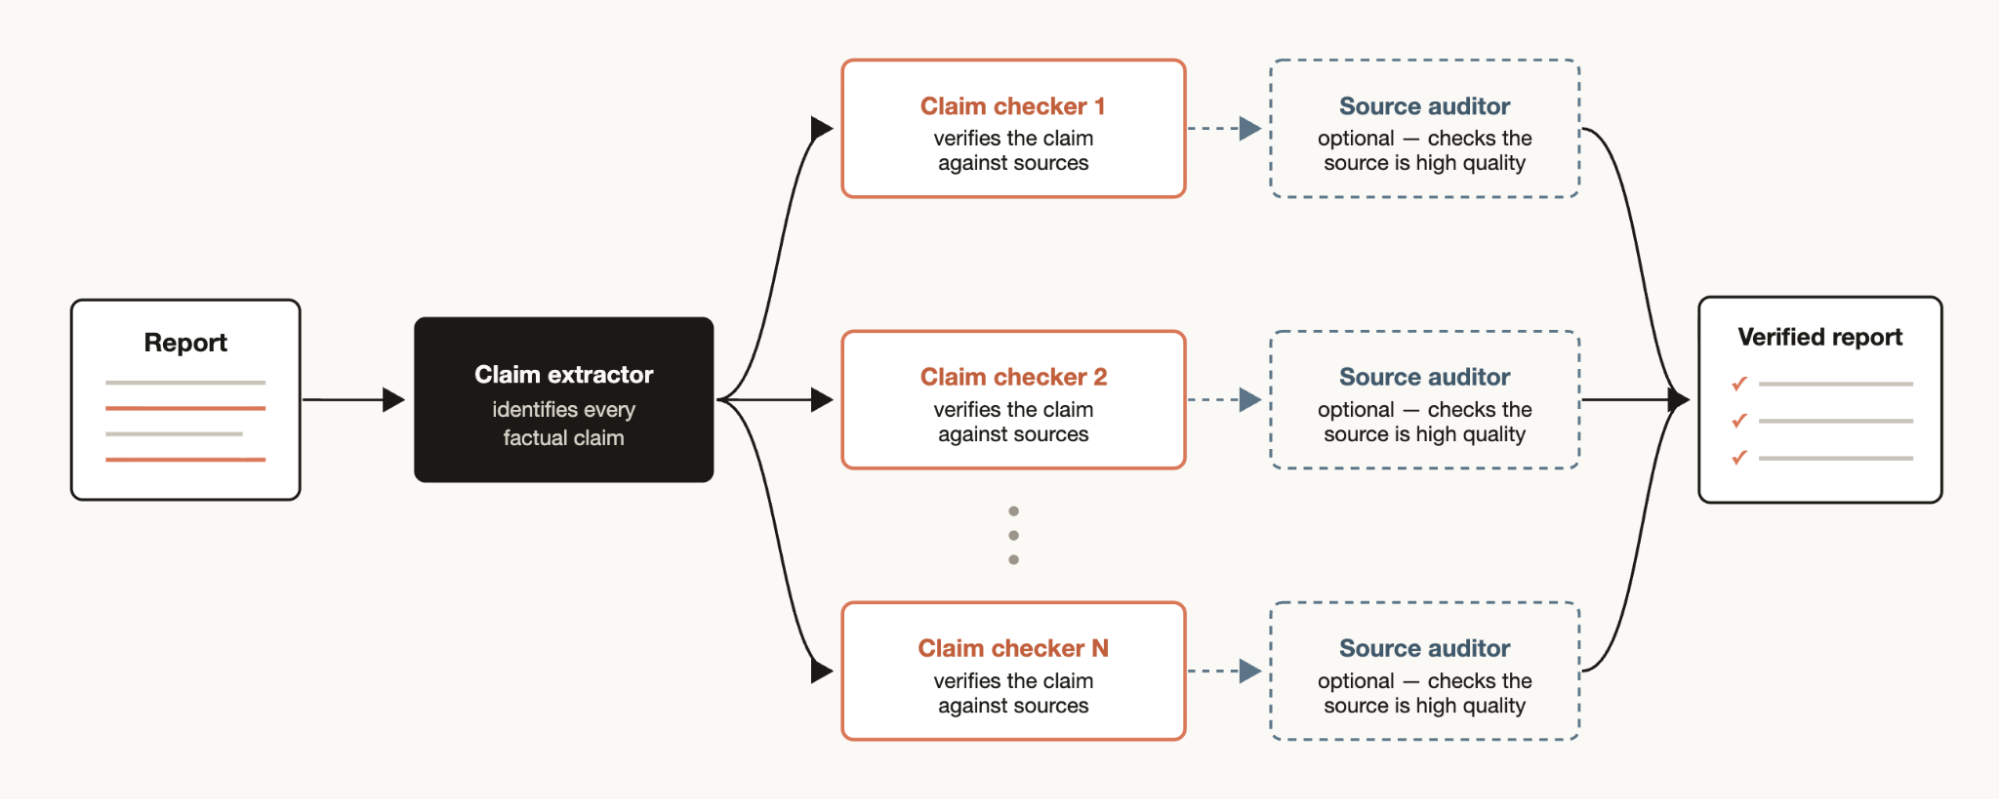 Report
Claim extractor
identifies every
factual claim
Claim checker 1
verifies the claim
against sources
Source auditor
optional — checks the
source is high quality
Claim checker 2
verifies the claim
against sources
Source auditor
optional — checks the
source is high quality
Claim checker N
verifies the claim
against sources
Source auditor
optional — checks the
source is high quality
Verified report